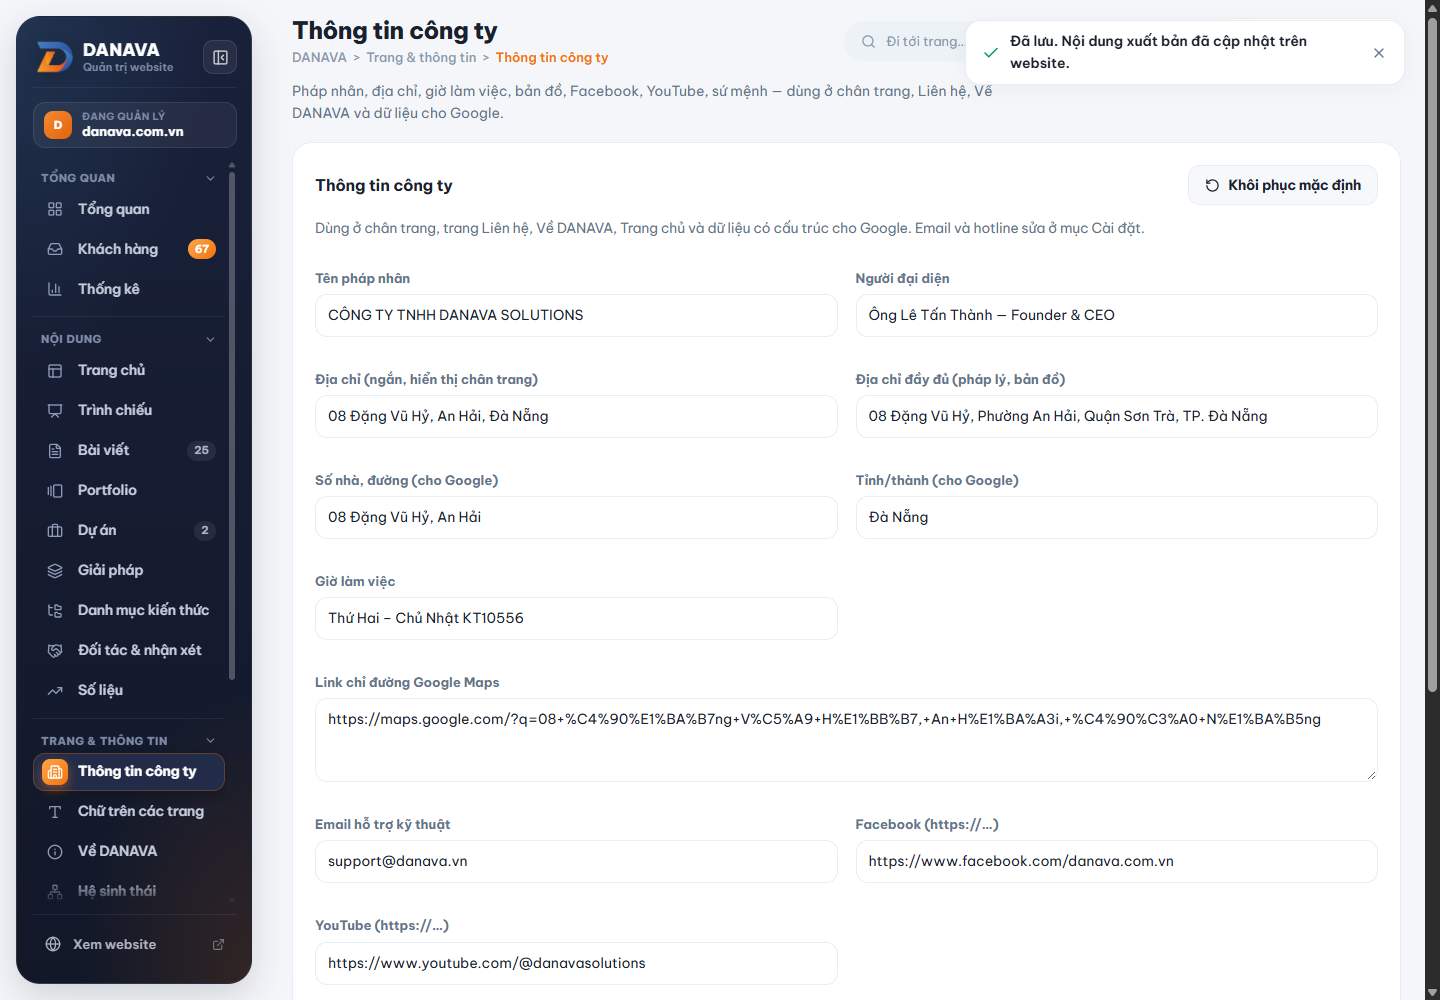 DANAVA
Quản trị website
ĐANG QUẢN LÝ
D
danava.com.vn
TỔNG QUAN
Tổng quan
Khách hàng
67
Thống kê
NỘI DUNG
Trang chủ
Trình chiếu
Bài viết
25
Portfolio
Dự án
2
Giải pháp
Danh mục kiến thức
Đối tác & nhận xét
Số liệu
TRANG & THÔNG TIN
Thông tin công ty
Chữ trên các trang
Về DANAVA
Hệ sinh thái
Xem website
Thông tin công ty
DANAVA > Trang & thông tin > Thông tin công ty
Đi tới trang...
Đã lưu. Nội dung xuất bản đã cập nhật trên
website.
Pháp nhân, địa chỉ, giờ làm việc, bản đồ, Facebook, YouTube, sứ mệnh — dùng ở chân trang, Liên hệ, Về
DANAVA và dữ liệu cho Google.
Thông tin công ty
Khôi phục mặc định
Dùng ở chân trang, trang Liên hệ, Về DANAVA, Trang chủ và dữ liệu có cấu trúc cho Google. Email và hotline sửa ở mục Cài đặt.
Tên pháp nhân
Người đại diện
CÔNG TY TNHH DANAVA SOLUTIONS
Ông Lê Tấn Thành — Founder & CEO
Địa chỉ (ngắn, hiển thị chân trang)
Địa chỉ đầy đủ (pháp lý, bản đồ)
08 Đặng Vũ Hỷ, An Hải, Đà Nẵng
08 Đặng Vũ Hỷ, Phường An Hải, Quận Sơn Trà, TP. Đà Nẵng
Số nhà, đường (cho Google)
Tỉnh/thành (cho Google)
08 Đặng Vũ Hỷ, An Hải
Đà Nẵng
Giờ làm việc
Thứ Hai – Chủ Nhật KT10556
Link chỉ đường Google Maps
https://maps.google.com/?q=08+%C4%90%E1%BA%B7ng+V%C5%A9+H%E1%BB%B7,+An+H%E1%BA%A3i,+%C4%90%C3%A0+N%E1%BA%B5ng
Email hỗ trợ kỹ thuật
Facebook (https://...)
support@danava.vn
https://www.facebook.com/danava.com.vn
YouTube (https://...)
https://www.youtube.com/@danavasolutions